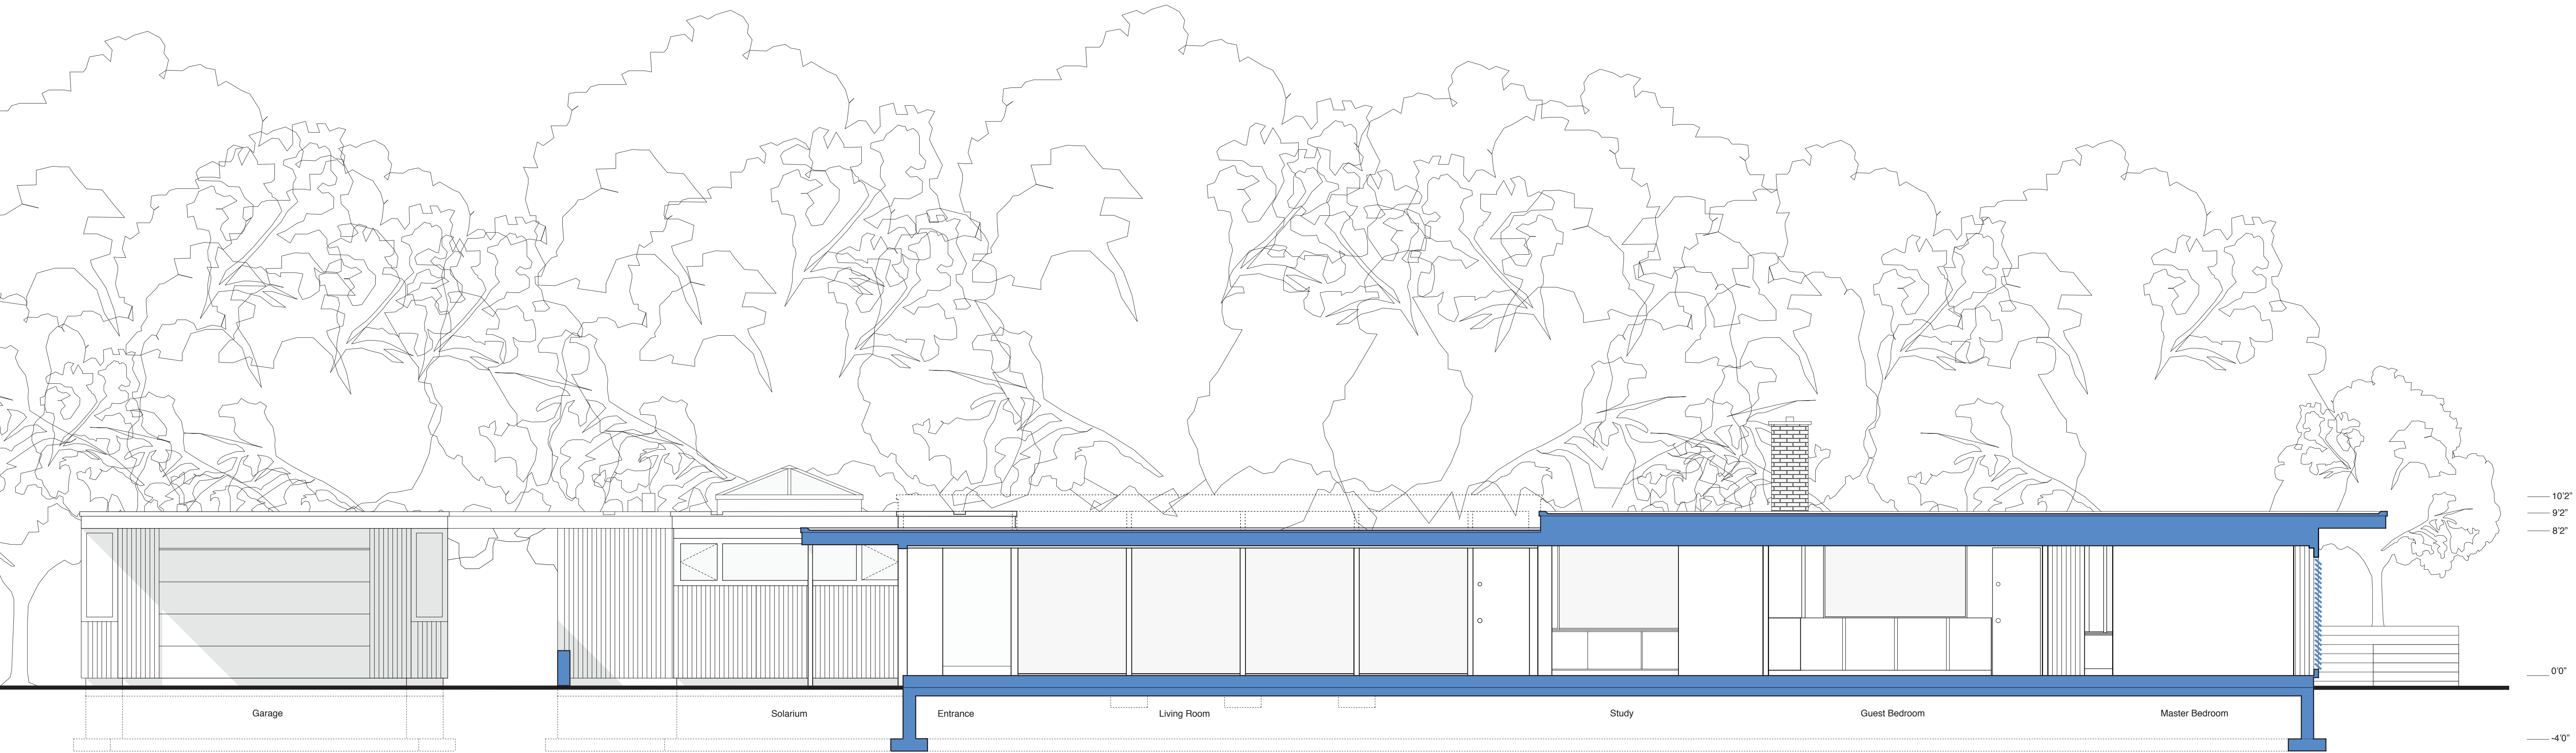 10'2"
9'2"
8'2"
0'0"
Garage
Solarium
Entrance
Living Room
Study
Guest Bedroom
Master Bedroom
-4'0"